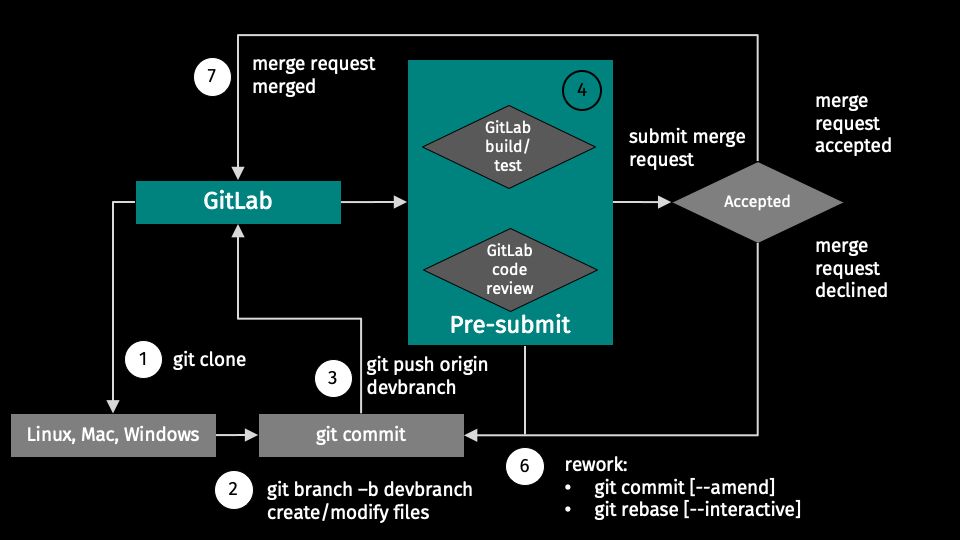 7
merge request
merged
4
GitLab
build/
test
submit merge
request
merge
request
accepted
GitLab
Accepted
GitLab
code
review
merge
request
declined
Pre-submit
1
git clone
3
git push origin
devbranch
Linux, Mac, Windows
git commit
2
git branch –b devbranch
create/modify files
6
rework:
• git commit [--amend]
• git rebase [--interactive]